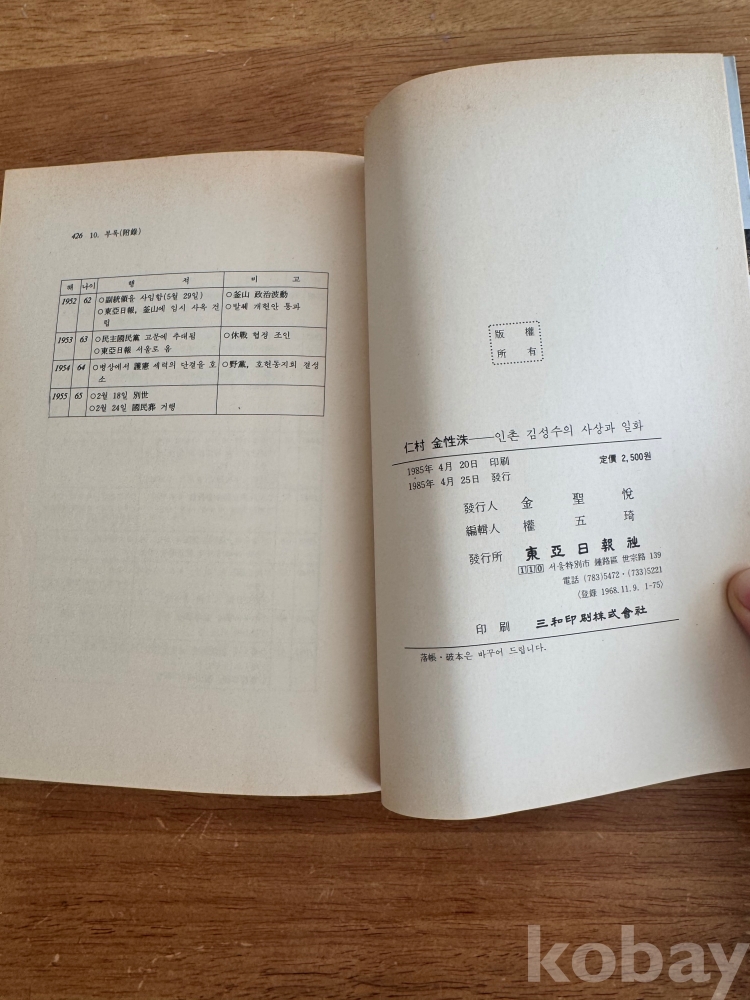 426 10. 부록(附錄)
해 나이 행 적 비 고
1952 62 ○副統領을 사임함(5월 29일) ○釜山 政治波動
○東亞日報, 釜山에 임시 사옥 건립 ○발췌 개헌안 통과
1953 63 ○民主國民黨 고문에 추대됨 ○休戰 협정 조인
○東亞日報 서울로 옴
1954 64 ○병상에서 護憲 세력의 단결을 호소 ○野黨, 호헌동지회 결성
1955 65 ○2월 18일 別世
○2월 24일 國民葬 거행
版 權
所 有
仁村 金性洙――인촌 김성수의 사상과 일화
1985年 4月 20日 印刷 定價 2,500원
1985年 4月 25日 發行
發行人 金 聖 悅
編輯人 權 五 琦
發行所 東亞日報社
110 서울特別市 鍾路區 世宗路 139
電話 (783)5472・(733)5221
〈登錄 1968.11.9. 1-75〉
印 刷 三和印刷株式會社
落帳・破本은 바꾸어 드립니다.
kobay